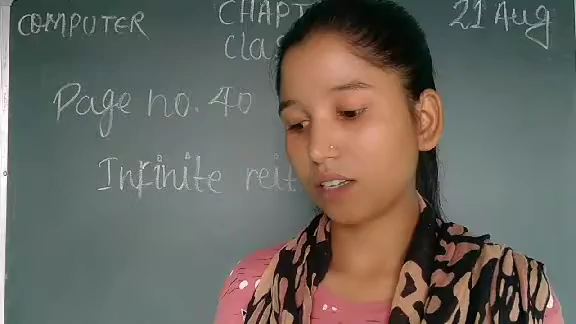 COMPUTER CHAPT 21 Aug
Clas
Page no. 40
Infinite reit